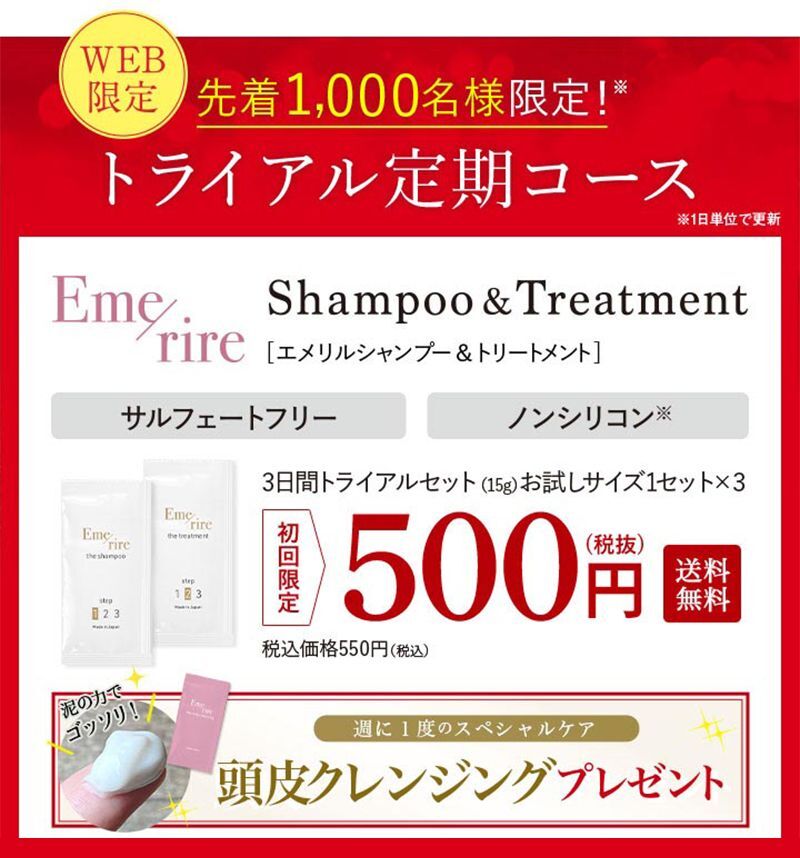 WEB
限定
先着1,000名様限定!※
トライアル定期コース
※1日単位で更新
Eme/rire
Shampoo & Treatment
[エメリルシャンプー&トリートメント]
サルフェートフリー
ノンシリコン※
Eme/rire
the shampoo
step
1 2 3
Made in Japan
Eme/rire
the treatment
step
1 2 3
Made in Japan
3日間トライアルセット(15g)お試しサイズ1セット×3
初回限定
500円(税抜)
送料
無料
税込価格550円(税込)
泥の力で
ゴッソリ!
Eme/rire
週に1度のスペシャルケア
頭皮クレンジングプレゼント